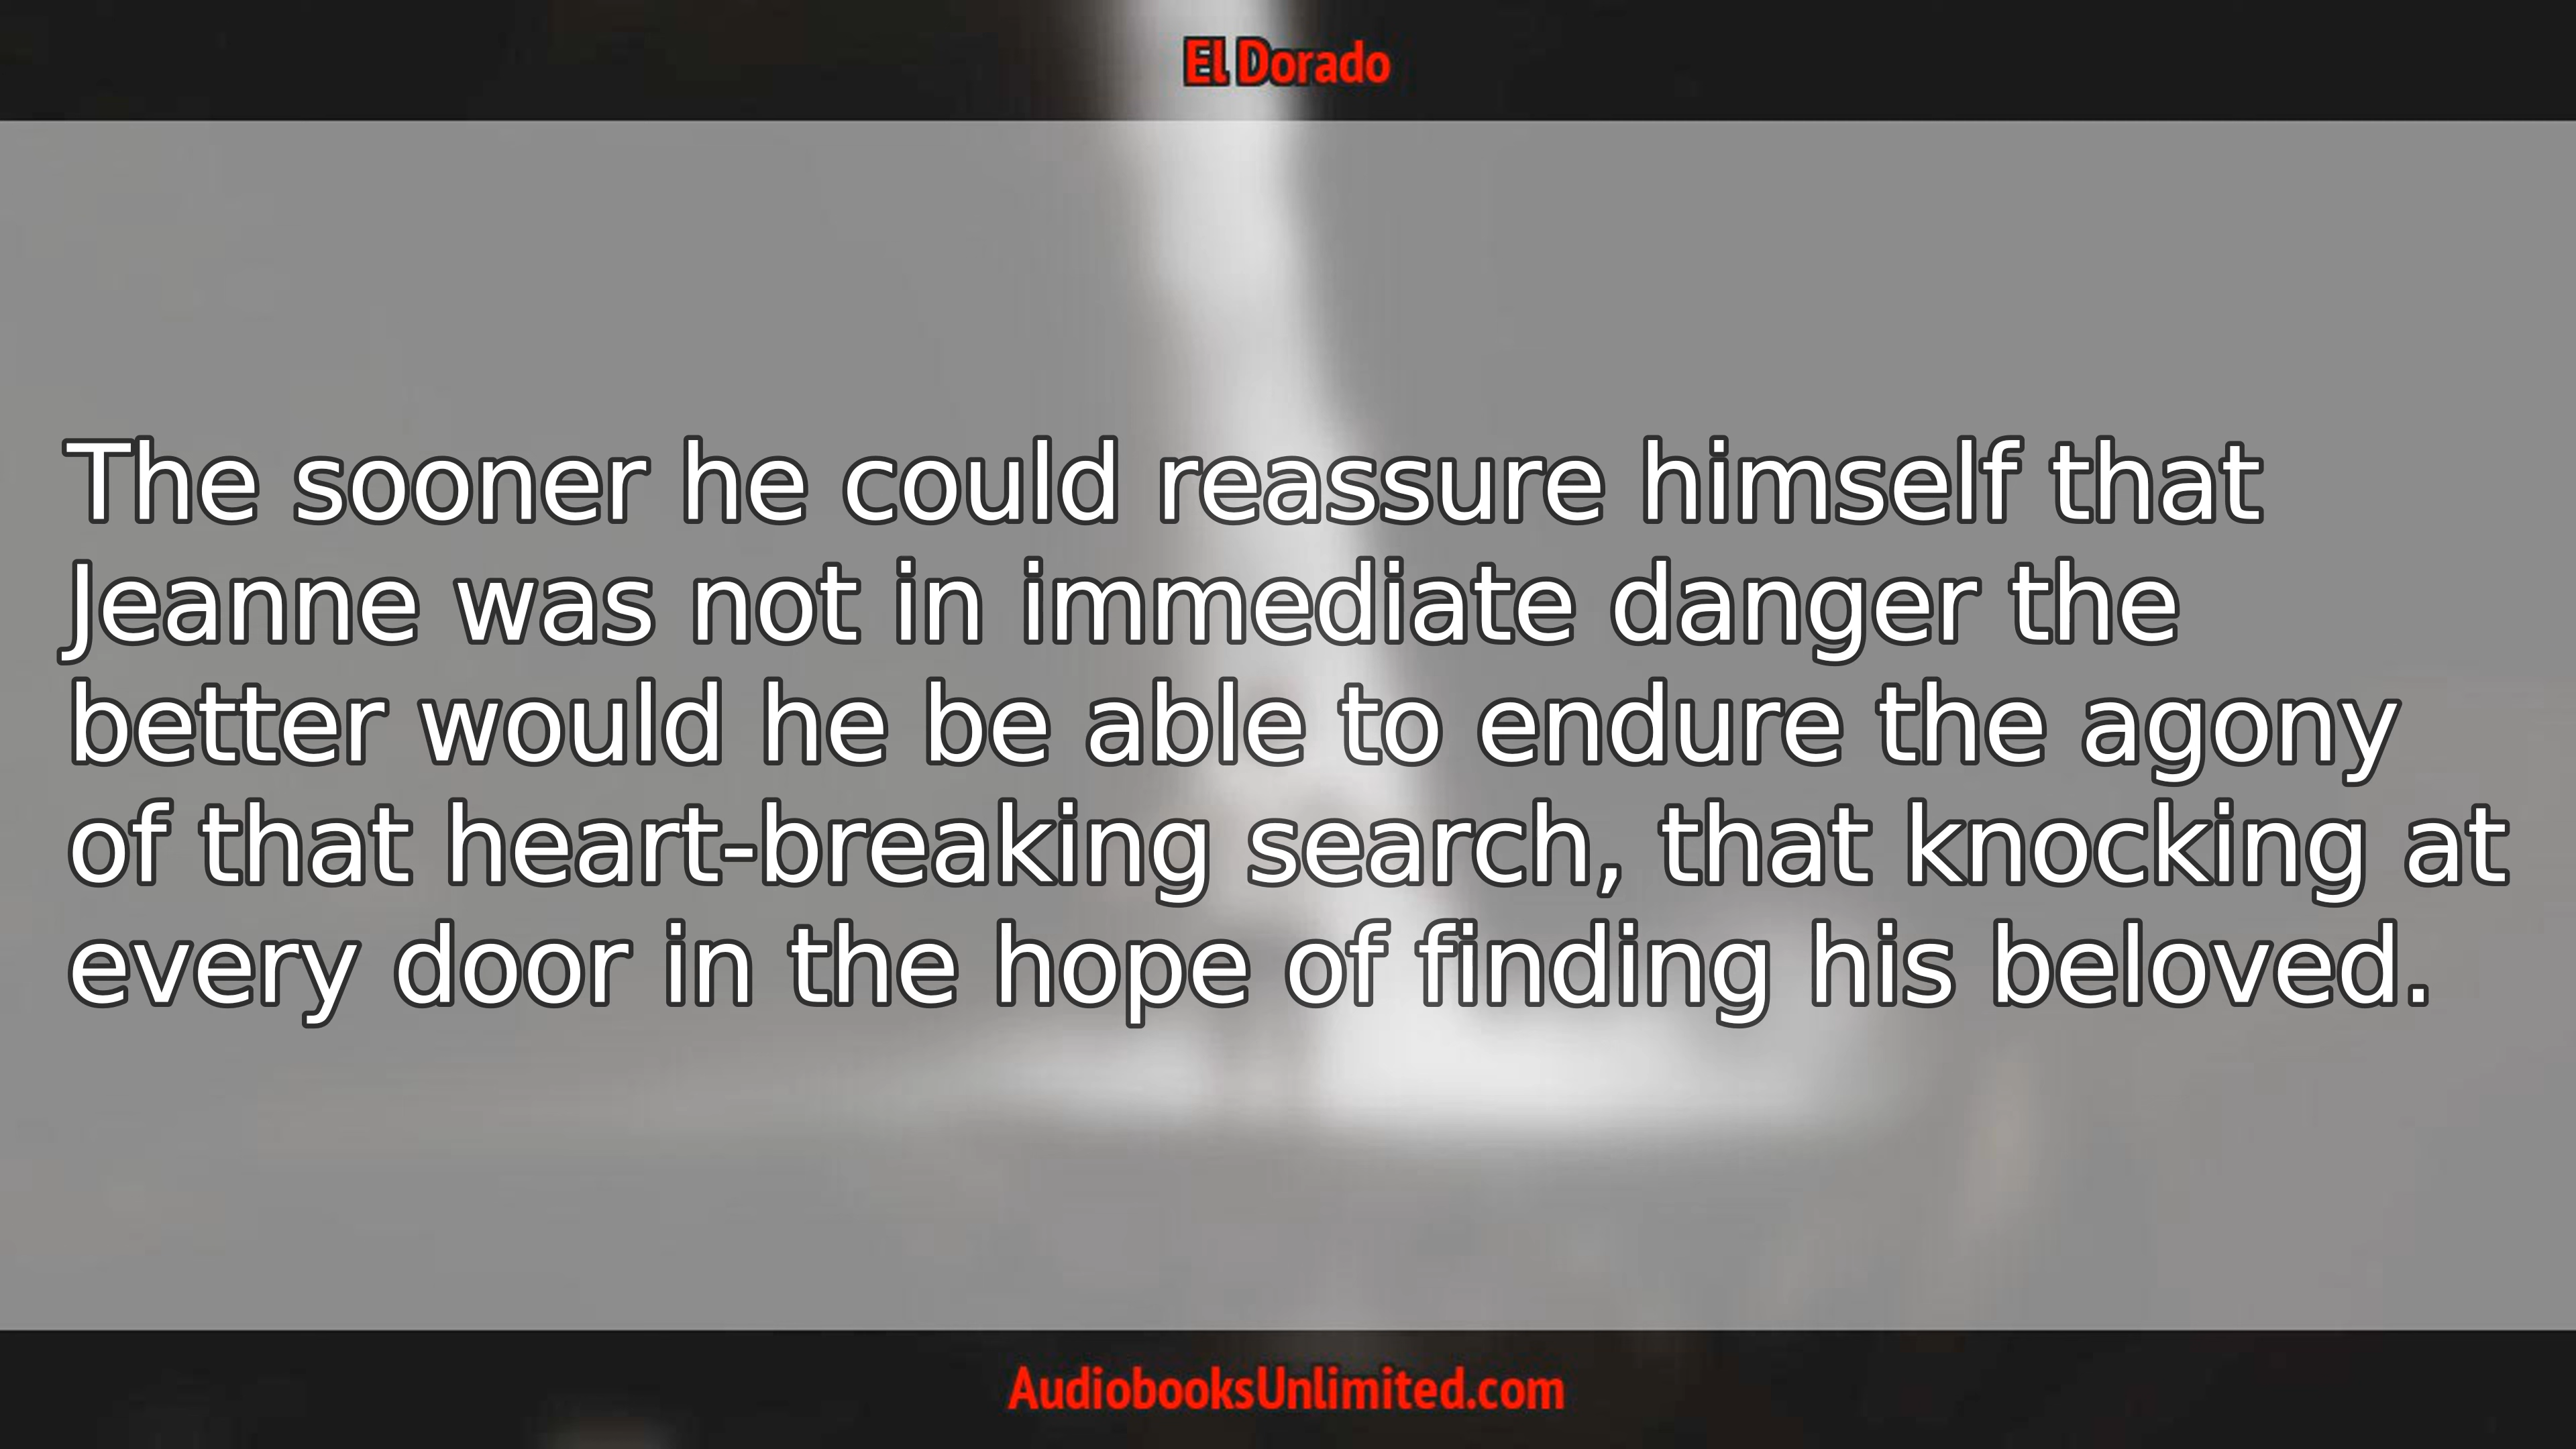 El Dorado
The sooner he could reassure himself that
Jeanne was not in immediate danger the
better would he be able to endure the agony
of that heart-breaking search, that knocking at
every door in the hope of finding his beloved.
AudiobooksUnlimited.com